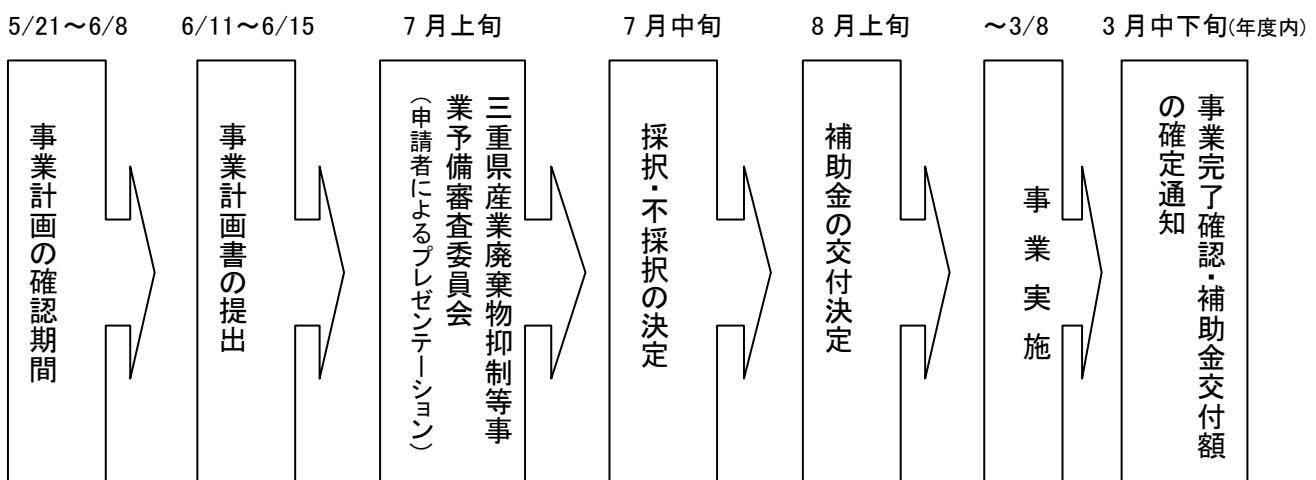 5/21～6/8
6/11～6/15
7月上旬
7月中旬
8月上旬
～3/8
3月中下旬(年度内)
事業計画の確認期間
事業計画書の提出
三重県産業廃棄物抑制等事
業予備審査委員会
（申請者によるプレゼンテーション）
採択・不採択の決定
補助金の交付決定
事業実施
事業完了確認・補助金交付額
の確定通知